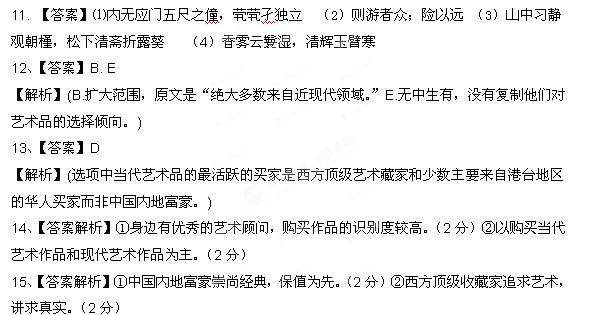 11. 【答案】⑴内无应门五尺之僮，茕茕孑独立 （2）则游者众；险以远 （3）山中习静
观朝槿，松下清斋折露葵 （4）香雾云鬟湿，清辉玉臂寒
12、【答案】B. E
【解析】(B.扩大范围，原文是“绝大多数来自近现代领域。”E.无中生有，没有复制他们对
艺术品的选择倾向。)
13、【答案】D
【解析】(选项中当代艺术品的最活跃的买家是西方顶级艺术藏家和少数主要来自港台地区
的华人买家而非中国内地富豪。)
14、【答案解析】①身边有优秀的艺术顾问，购买作品的识别度较高。（2 分）②以购买当代
艺术作品和现代艺术作品为主。（2 分）
15、【答案解析】①中国内地富豪崇尚经典，保值为先。（2 分）②西方顶级收藏家追求艺术，
讲求真实。（2 分）